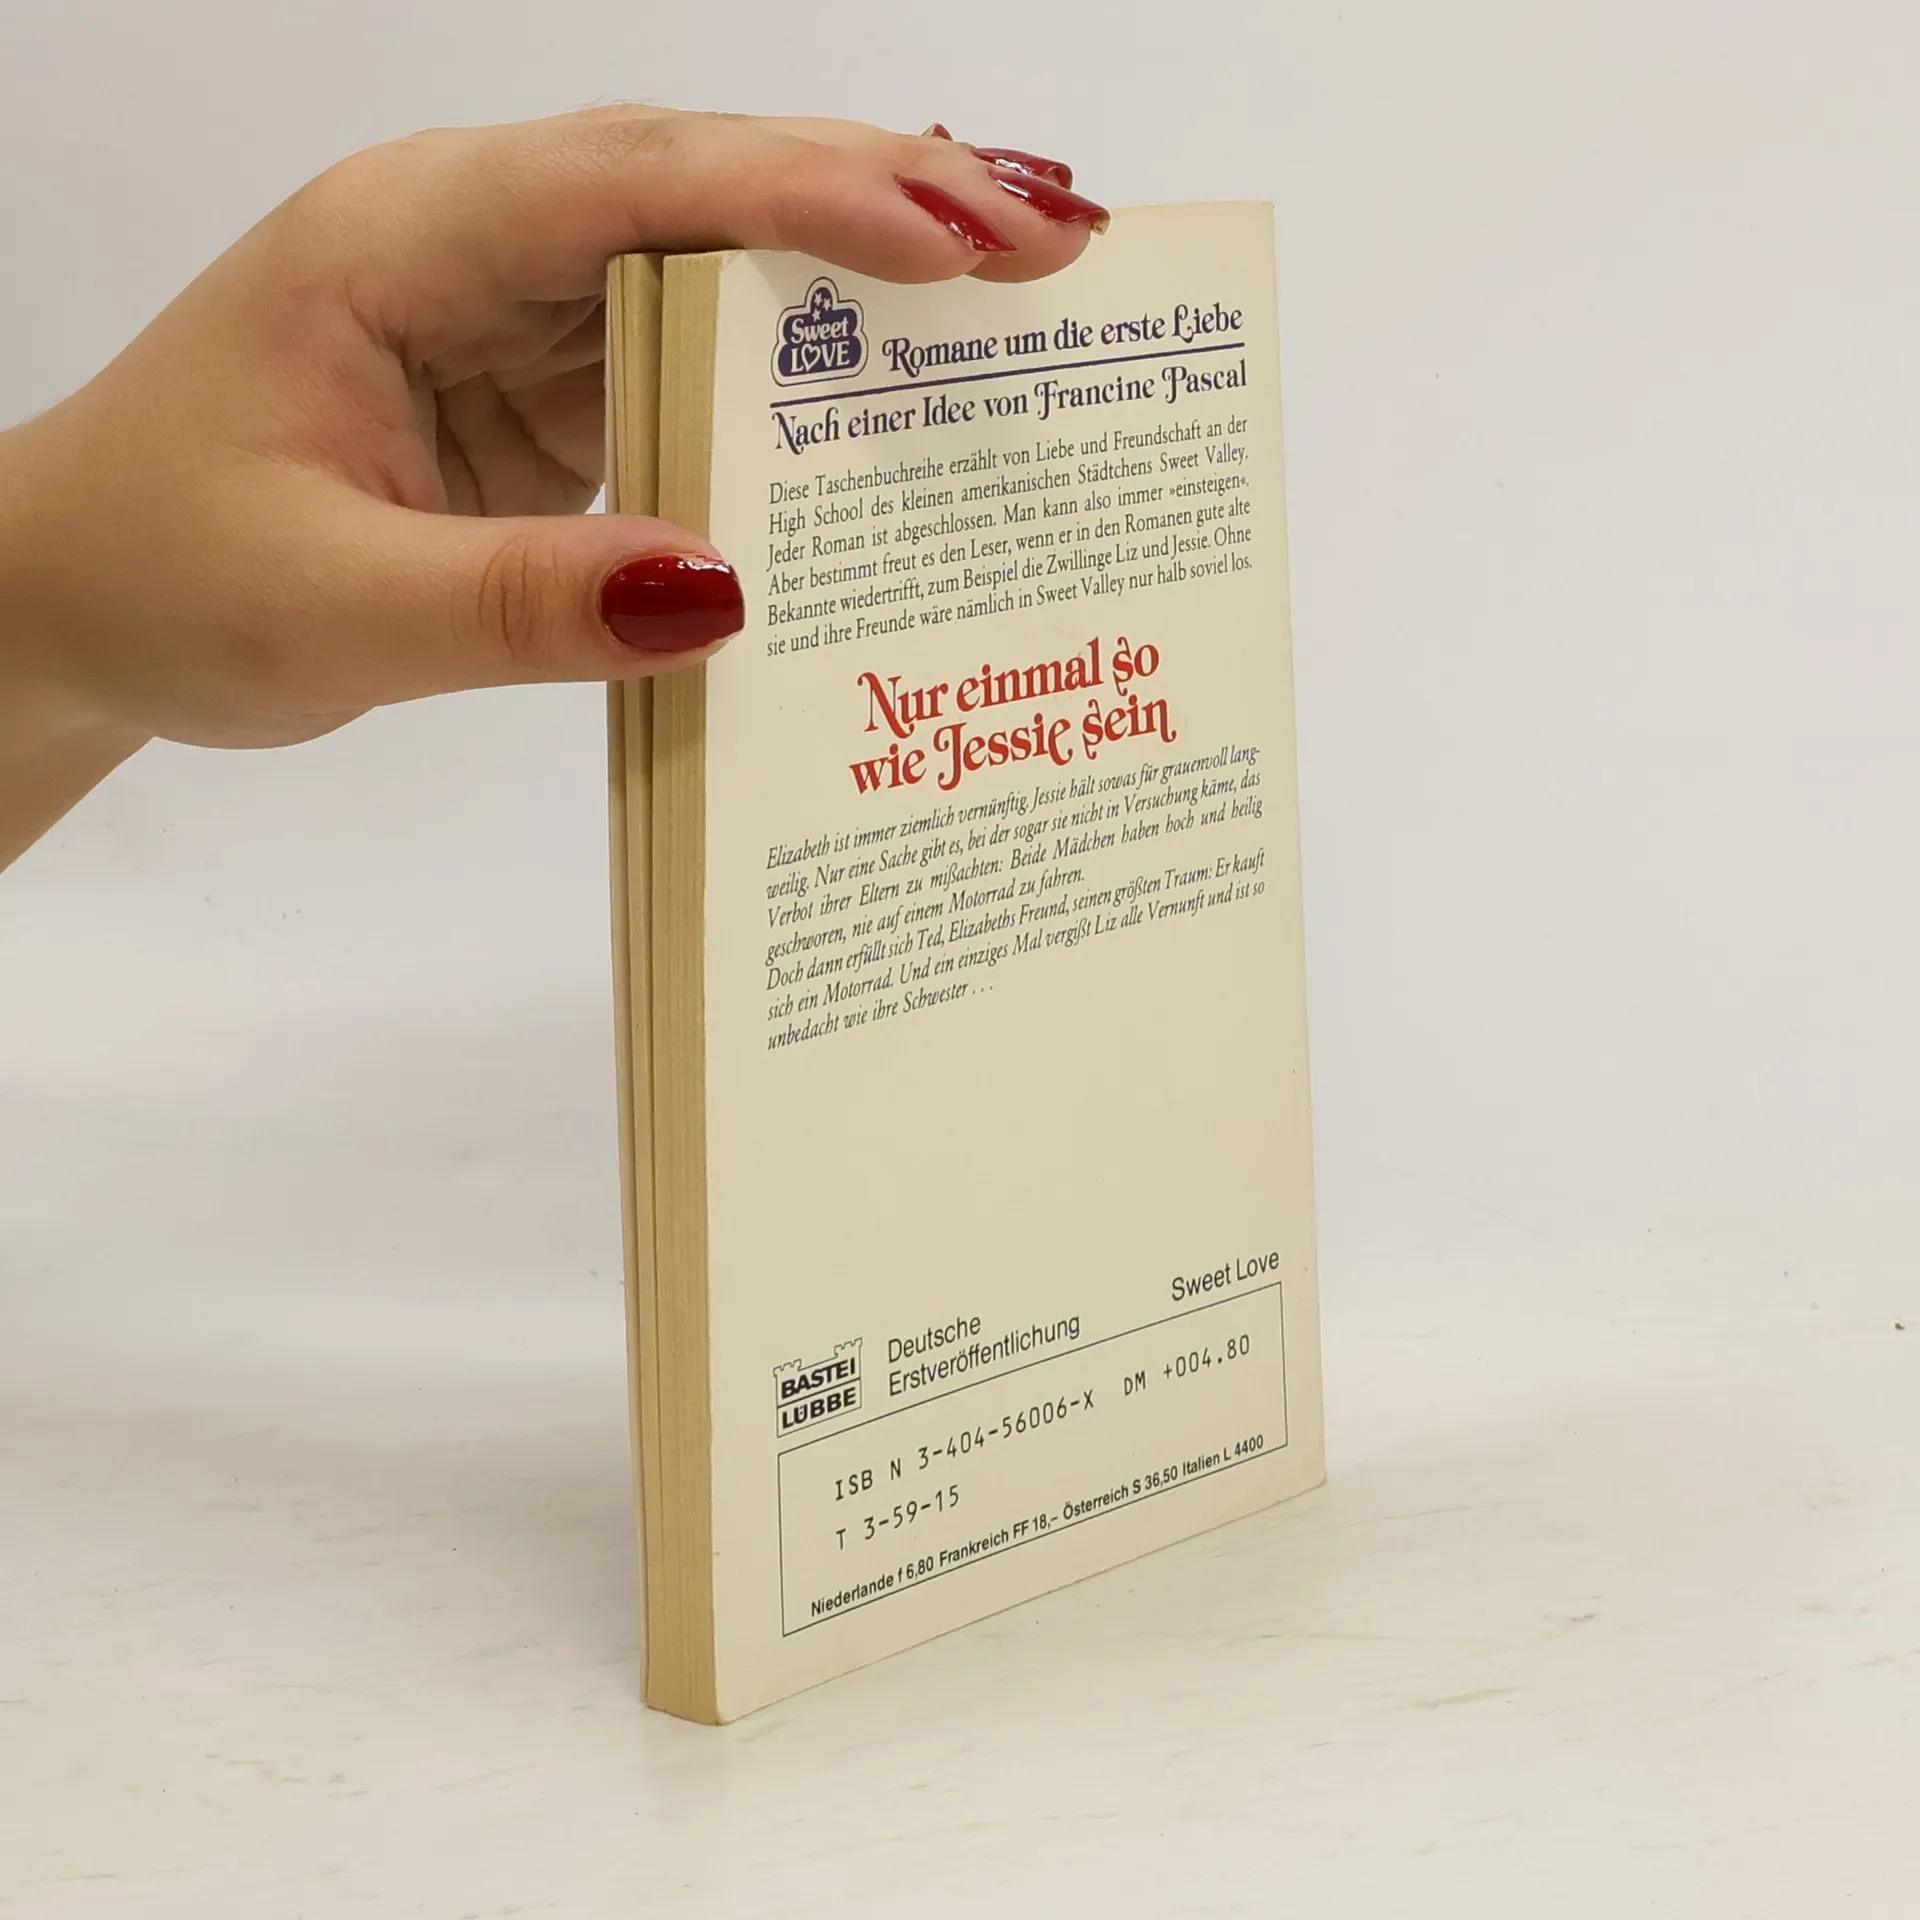 Sweet
LOVE
Romane um die erste Liebe
Nach einer Idee von Francine Pascal
Diese Taschenbuchreihe erzählt von Liebe und Freundschaft an der
High School des kleinen amerikanischen Städtchens Sweet Valley.
Jeder Roman ist abgeschlossen. Man kann also immer »einsteigen«.
Aber bestimmt freut es den Leser, wenn er in den Romanen gute alte
Bekannte wiedertrifft, zum Beispiel die Zwillinge Liz und Jessie. Ohne
sie und ihre Freunde wäre nämlich in Sweet Valley nur halb soviel los.
Nur einmal so
wie Jessie sein
Elizabeth ist immer ziemlich vernünftig. Jessie hält sowas für grauenvoll lang-
weilig. Nur eine Sache gibt es, bei der sogar sie nicht in Versuchung käme, das
Verbot ihrer Eltern zu mißachten: Beide Mädchen haben hoch und heilig
geschworen, nie auf einem Motorrad zu fahren.
Doch dann erfüllt sich Ted, Elizabeths Freund, seinen größten Traum: Er kauft
sich ein Motorrad. Und ein einziges Mal vergißt Liz alle Vernunft und ist so
unbedacht wie ihre Schwester . . .
BASTEI
LÜBBE
Deutsche
Erstveröffentlichung
Sweet Love
ISB N 3-404-56006-X DM +004.80
T 3-59-15
Niederlande f 6,80 Frankreich FF 18,– Österreich S 36,50 Italien L 4400